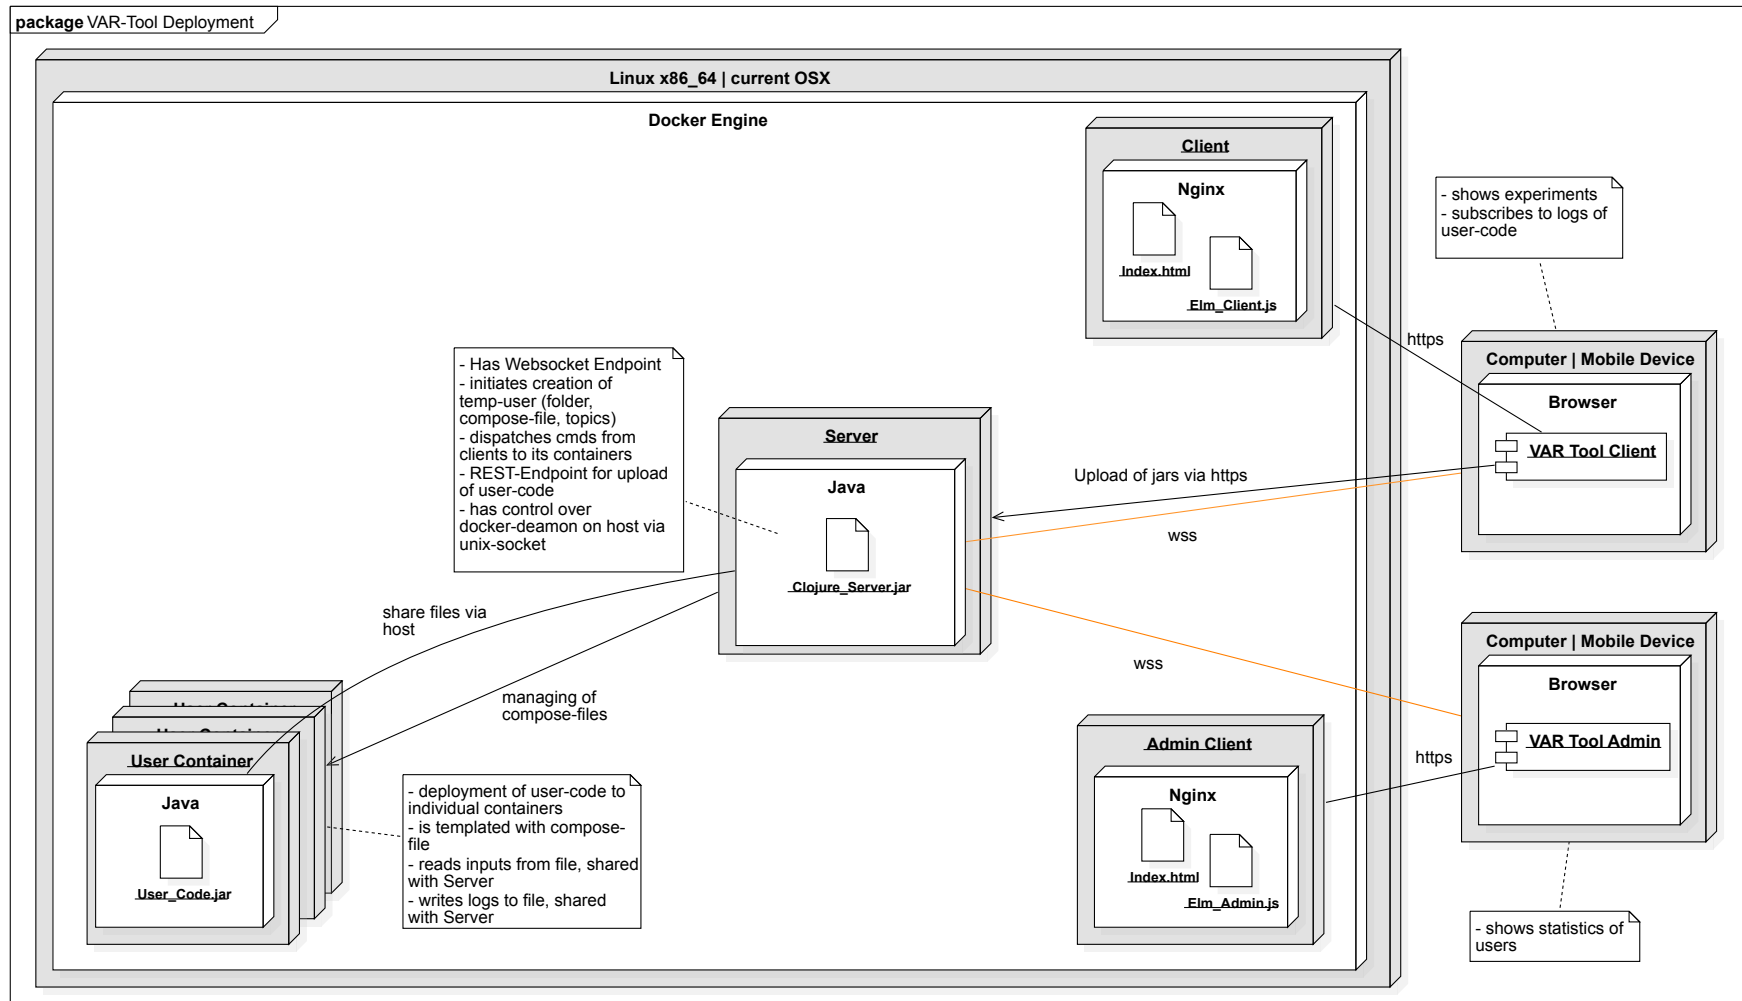 package VAR-Tool Deployment
Linux x86_64 | current OSX
Docker Engine
Client
Nginx
Index.html
Elm_Client.js
- shows experiments
- subscribes to logs of
user-code
https
Computer | Mobile Device
Browser
VAR Tool Client
- Has Websocket Endpoint
- initiates creation of
temp-user (folder,
compose-file, topics)
- dispatches cmds from
clients to its containers
- REST-Endpoint for upload
of user-code
- has control over
docker-deamon on host via
unix-socket
Server
Java
Clojure_Server.jar
Upload of jars via https
wss
share files via
host
wss
managing of
compose-files
Computer | Mobile Device
Browser
VAR Tool Admin
https
User Container
User Container
User Container
Java
User_Code.jar
- deployment of user-code to
individual containers
- is templated with compose-
file
- reads inputs from file, shared
with Server
- writes logs to file, shared
with Server
Admin Client
Nginx
Index.html
Elm_Admin.js
- shows statistics of
users